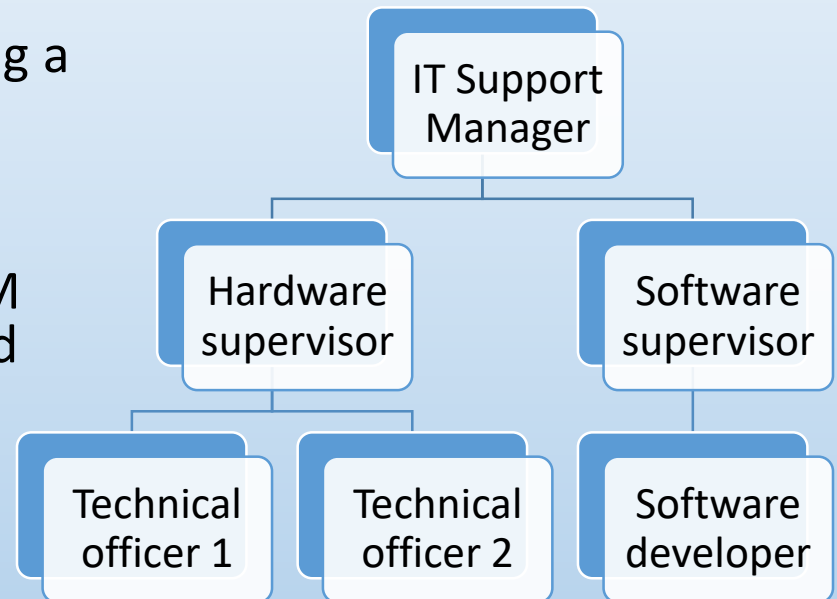 g a
M
d
IT Support
Manager
Hardware
supervisor
Software
supervisor
Technical
officer 1
Technical
officer 2
Software
developer